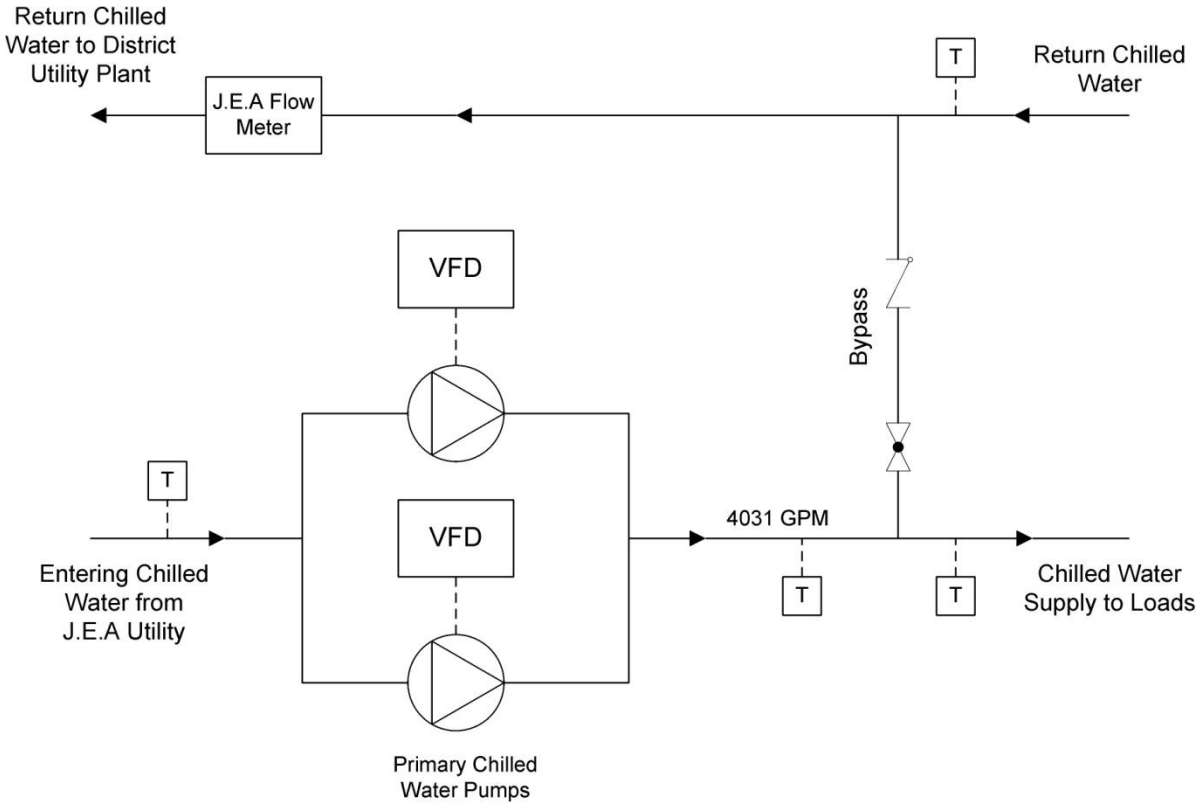 Return Chilled
Water to District
Utility Plant
J.E.A Flow
Meter
T
Return Chilled
Water
VFD
Bypass
T
VFD
4031 GPM
Entering Chilled
Water from
J.E.A Utility
T
T
Chilled Water
Supply to Loads
Primary Chilled
Water Pumps